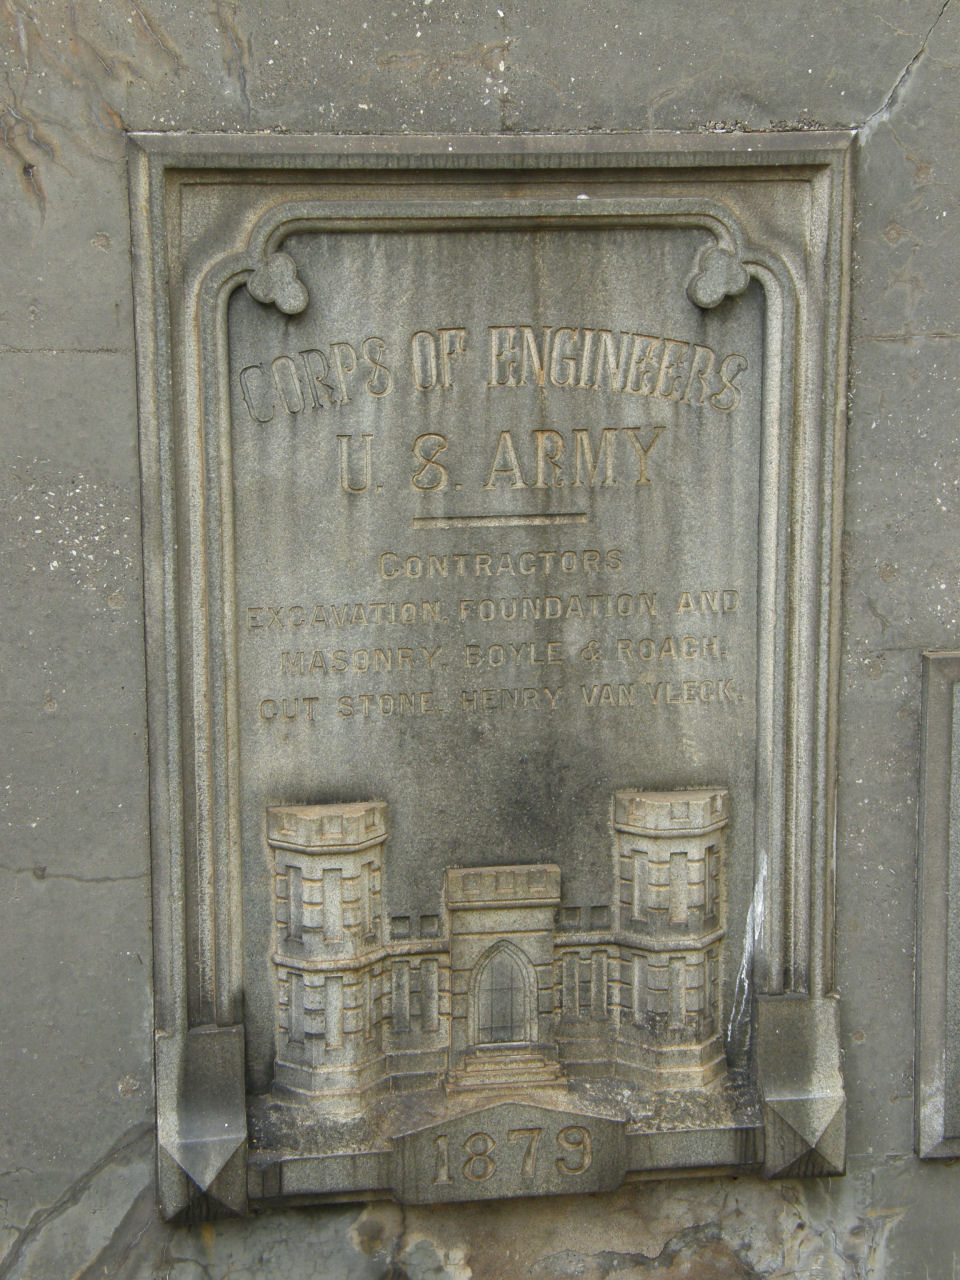 CORPS OF ENGINEERS
U. S. ARMY
CONTRACTORS
EXCAVATION, FOUNDATION, AND
MASONRY, BOYLE & ROACH.
CUT STONE, HENRY VAN VLECK.
1879